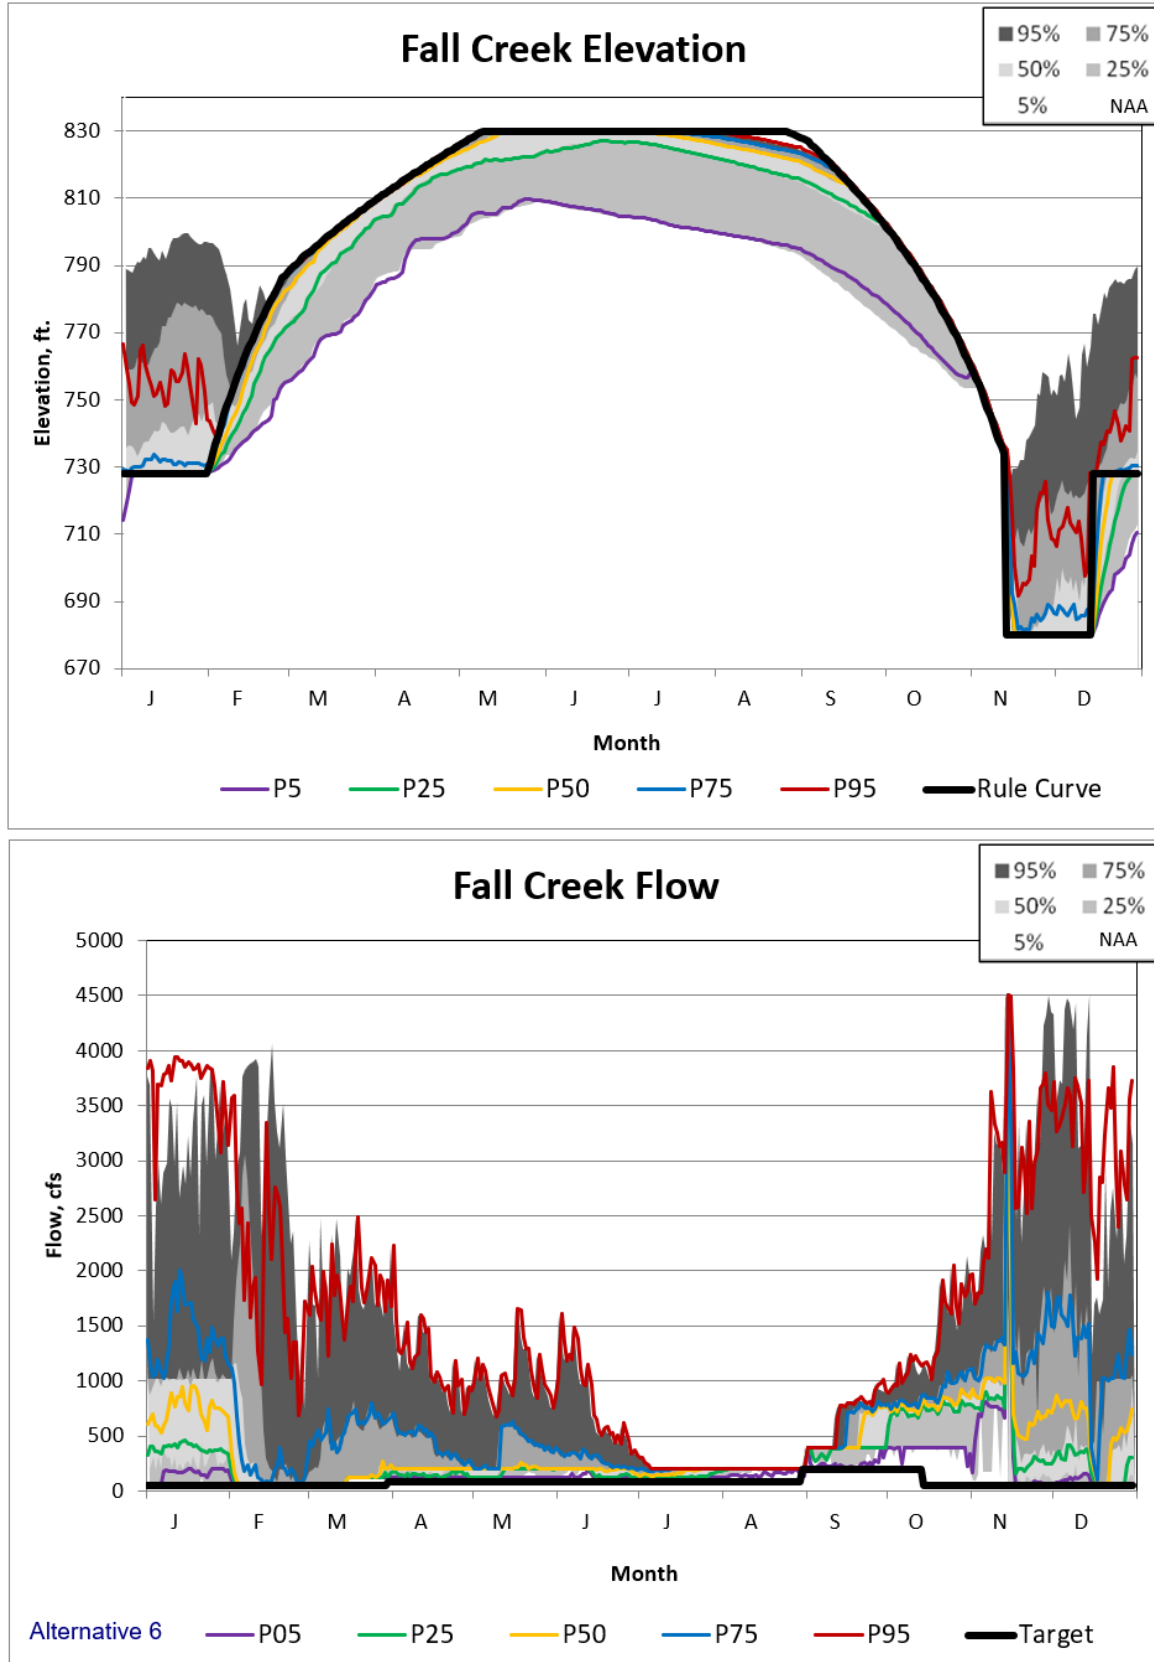 Fall Creek Elevation
95% 75%
50% 25%
5% NAA
830
810
790
770
750
730
710
690
670
Elevation, ft.
J F M A M J J A S O N D
Month
P5 P25 P50 P75 P95 Rule Curve
Fall Creek Flow
95% 75%
50% 25%
5% NAA
5000
4500
4000
3500
3000
2500
2000
1500
1000
500
0
Flow, cfs
J F M A M J J A S O N D
Month
Alternative 6 P05 P25 P50 P75 P95 Target